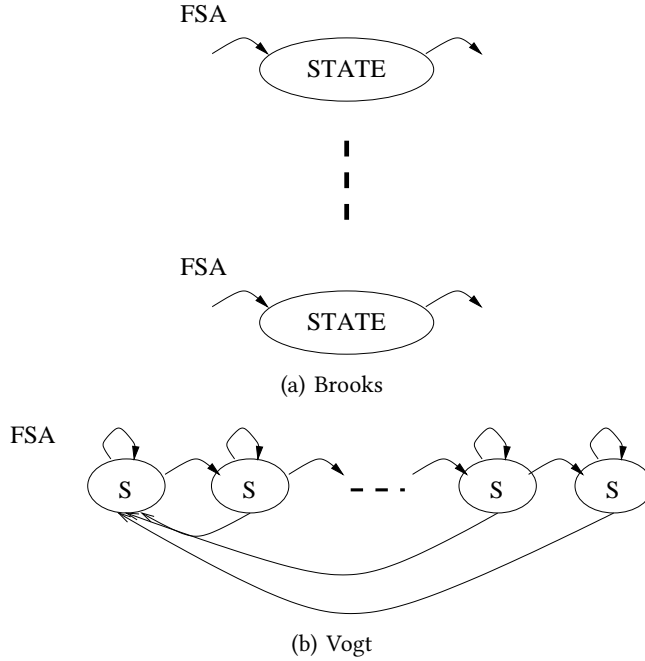 FSA
STATE
FSA
STATE
(a) Brooks
FSA
S S S S
(b) Vogt